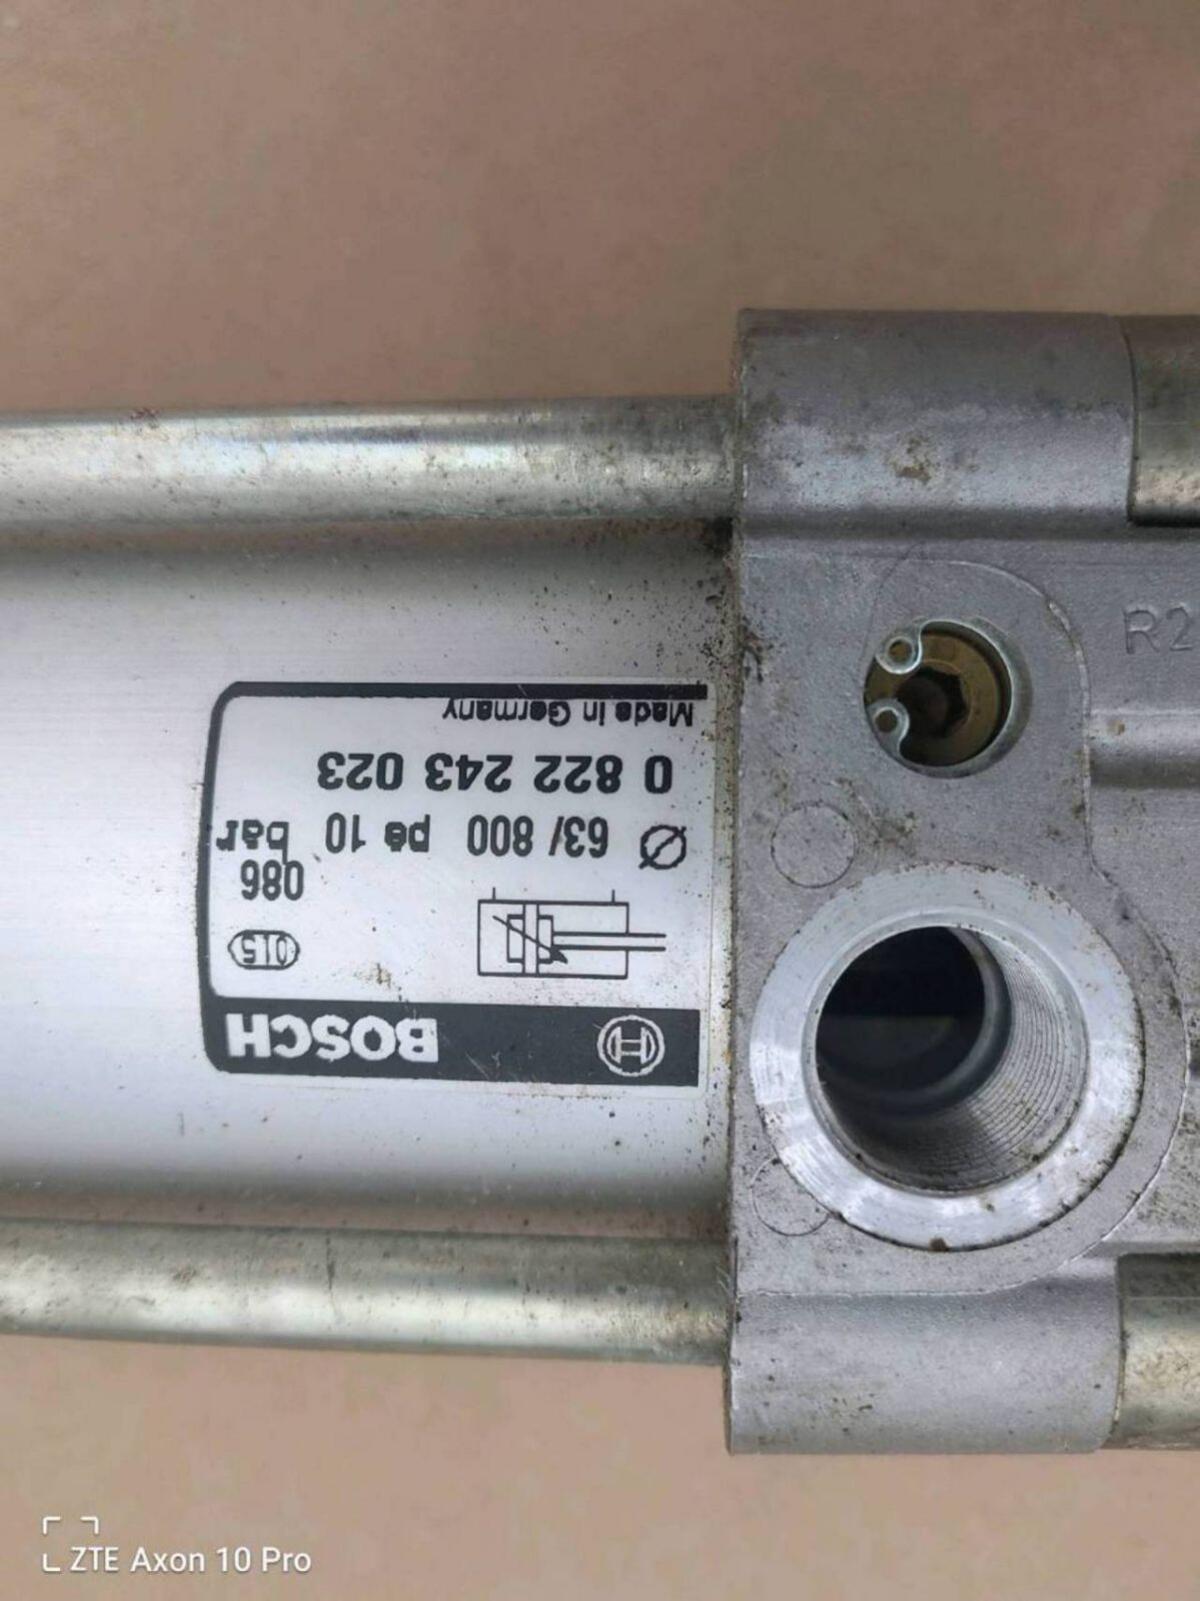 BOSCH
015
086
⌀ 63/ 800 pe 10 bar
0 822 243 023
Made in Germany
R2
ZTE Axon 10 Pro